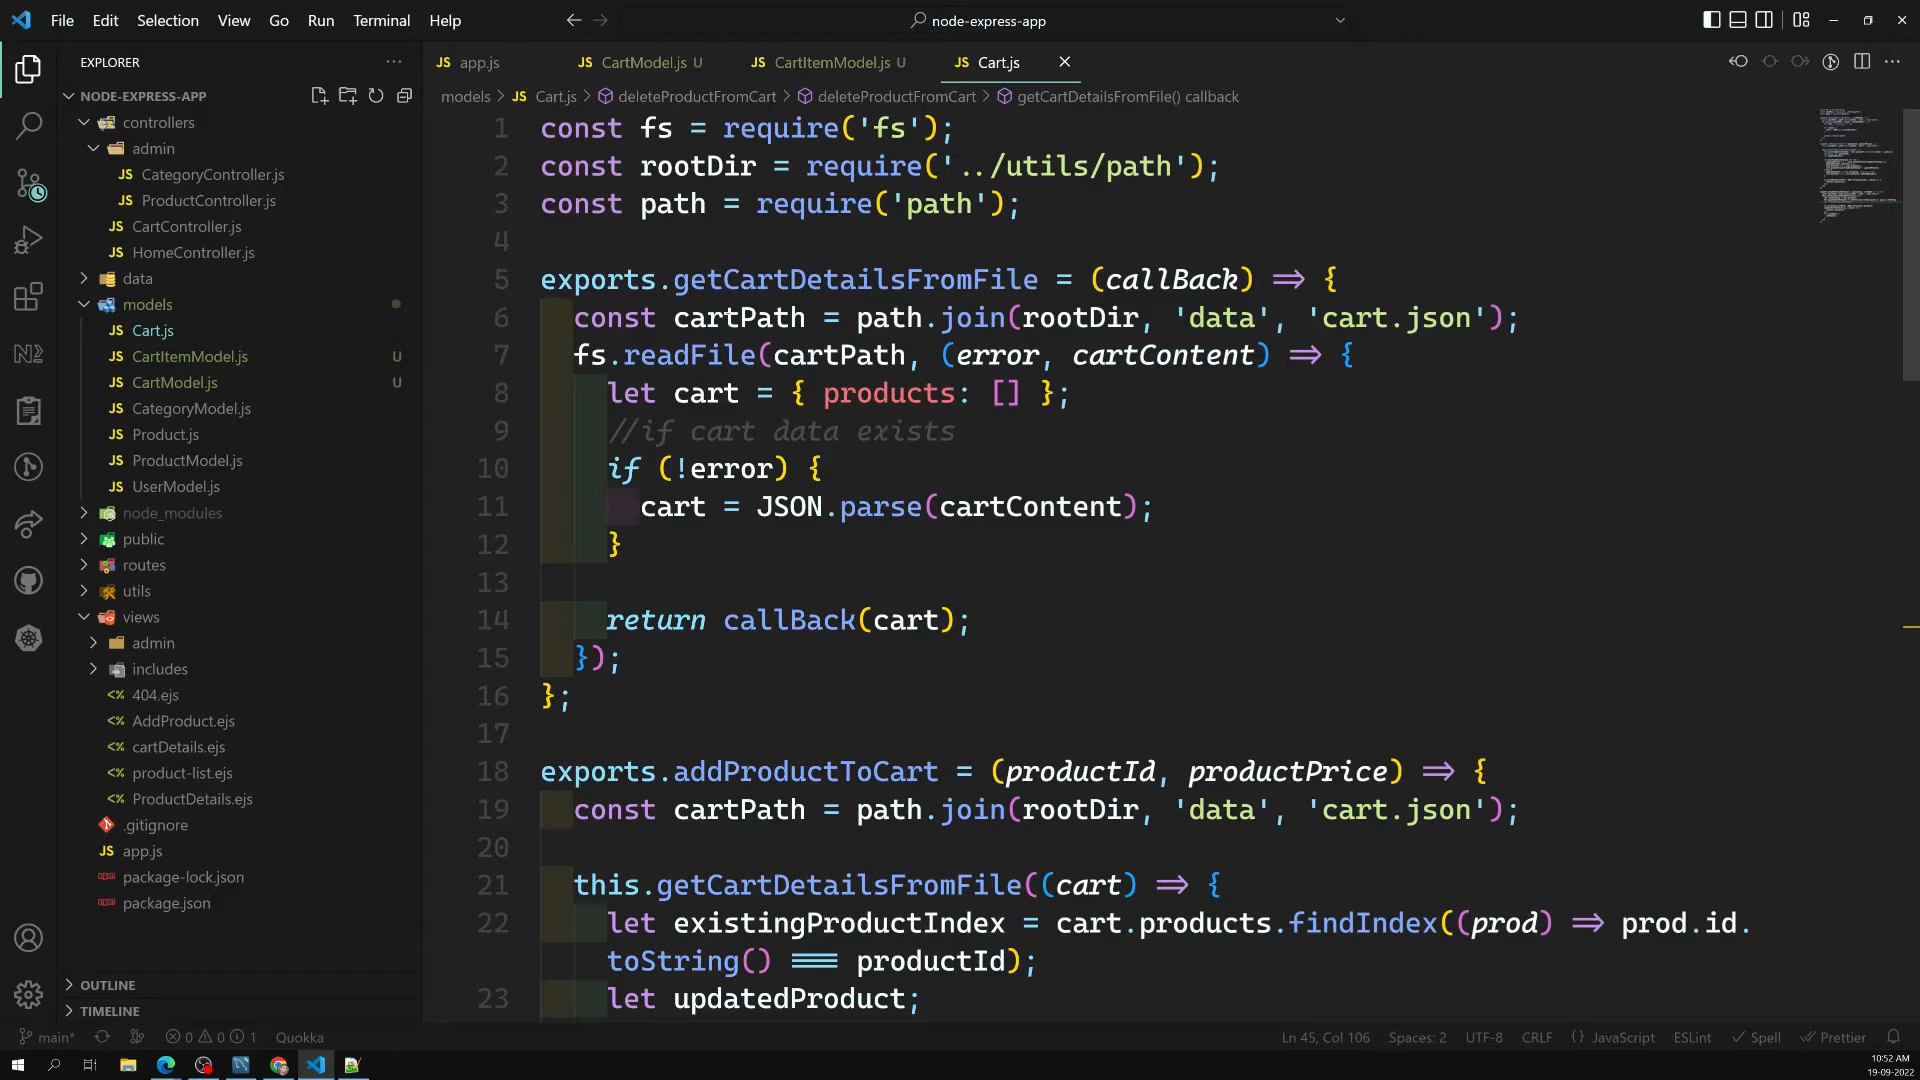 File Edit Selection View Go Run Terminal Help
node-express-app
EXPLORER
NODE-EXPRESS-APP
controllers
admin
JS CategoryController.js
JS ProductController.js
JS CartController.js
JS HomeController.js
data
models
JS Cart.js
JS CartItemModel.js U
JS CartModel.js U
JS CategoryModel.js
JS Product.js
JS ProductModel.js
JS UserModel.js
node_modules
public
routes
utils
views
admin
includes
<% 404.ejs
<% AddProduct.ejs
<% cartDetails.ejs
<% product-list.ejs
<% ProductDetails.ejs
.gitignore
JS app.js
package-lock.json
package.json
OUTLINE
TIMELINE
JS app.js JS CartModel.js U JS CartItemModel.js U JS Cart.js
models > JS Cart.js > deleteProductFromCart > deleteProductFromCart > getCartDetailsFromFile() callback
1 const fs = require('fs');
2 const rootDir = require('../utils/path');
3 const path = require('path');
4
5 exports.getCartDetailsFromFile = (callBack) => {
6 const cartPath = path.join(rootDir, 'data', 'cart.json');
7 fs.readFile(cartPath, (error, cartContent) => {
8 let cart = { products: [] };
9 //if cart data exists
10 if (!error) {
11 cart = JSON.parse(cartContent);
12 }
13
14 return callBack(cart);
15 });
16 };
17
18 exports.addProductToCart = (productId, productPrice) => {
19 const cartPath = path.join(rootDir, 'data', 'cart.json');
20
21 this.getCartDetailsFromFile((cart) => {
22 let existingProductIndex = cart.products.findIndex((prod) => prod.id.
toString() === productId);
23 let updatedProduct;
main* 0 0 1 Quokka
Ln 45, Col 106 Spaces: 2 UTF-8 CRLF {} JavaScript ESLint Spell Prettier
10:52 AM
19-09-2022